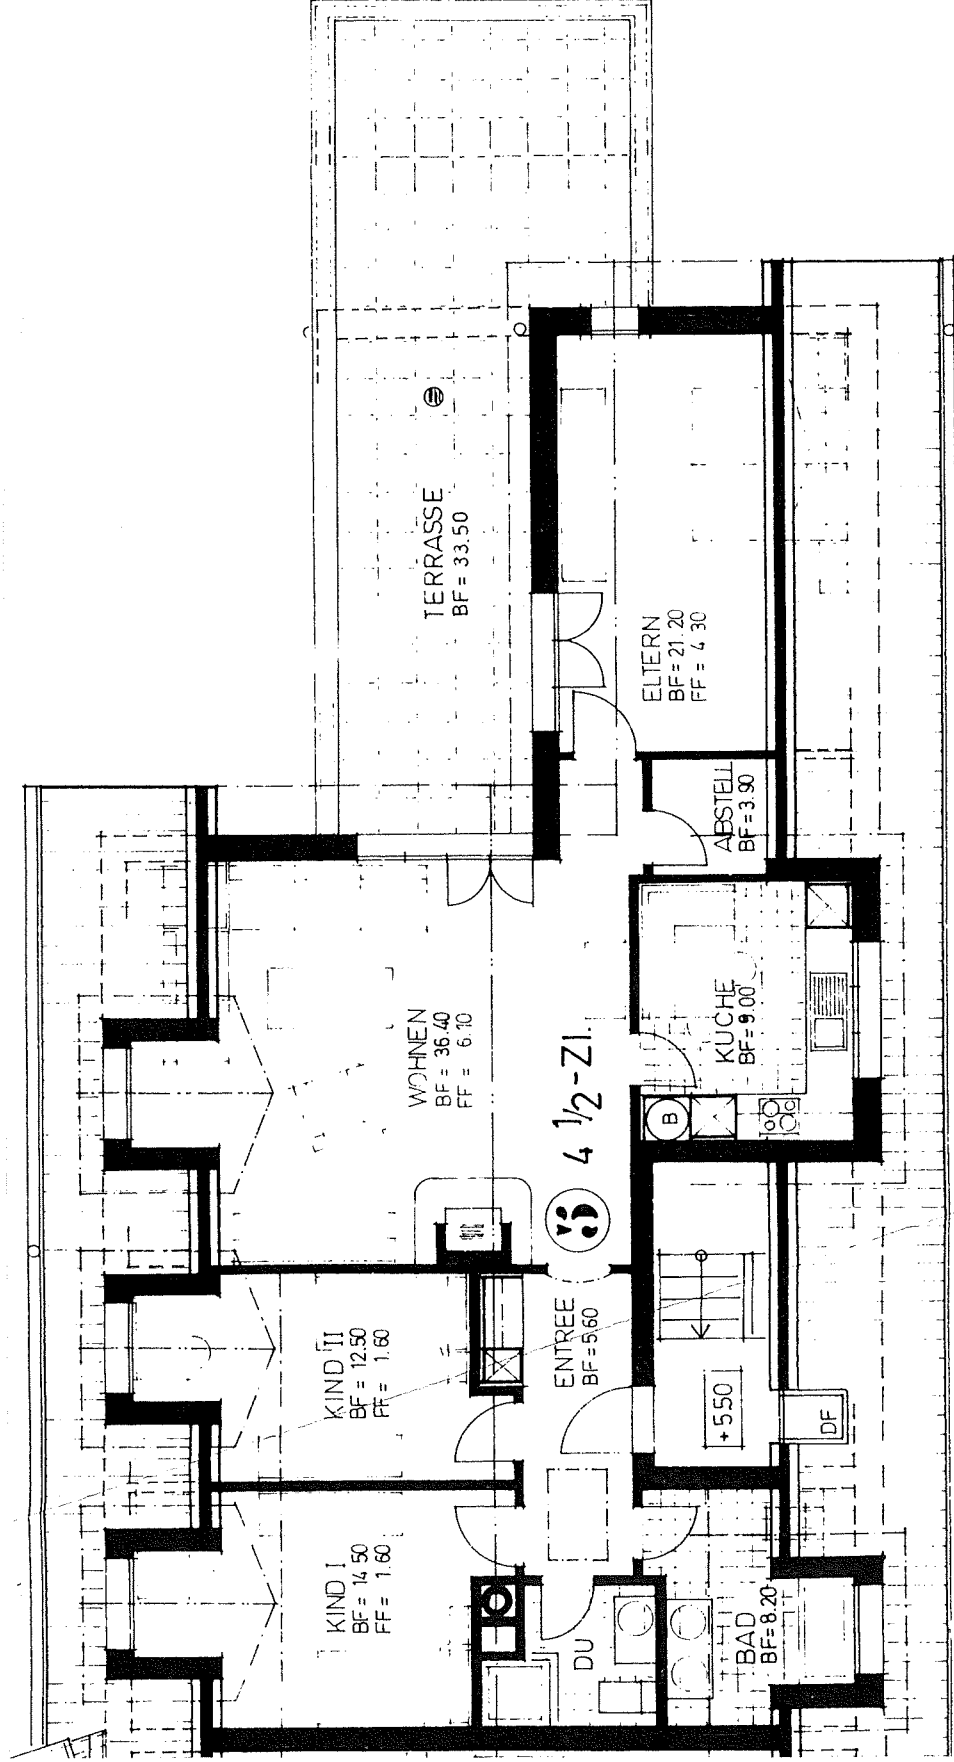 TERRASSE
BF = 33.50
ELTERN
BF = 21.20
FF = 4.30
ABSTELL
BF = 3.90
WOHNEN
BF = 36.40
FF = 6.10
KÜCHE
BF = 9.00
B
4 1/2-ZI.
KIND II
BF = 12.50
FF = 1.60
ENTREE
BF = 5.60
+550
DF
KIND I
BF = 14.50
FF = 1.60
DU
BAD
BF = 8.20